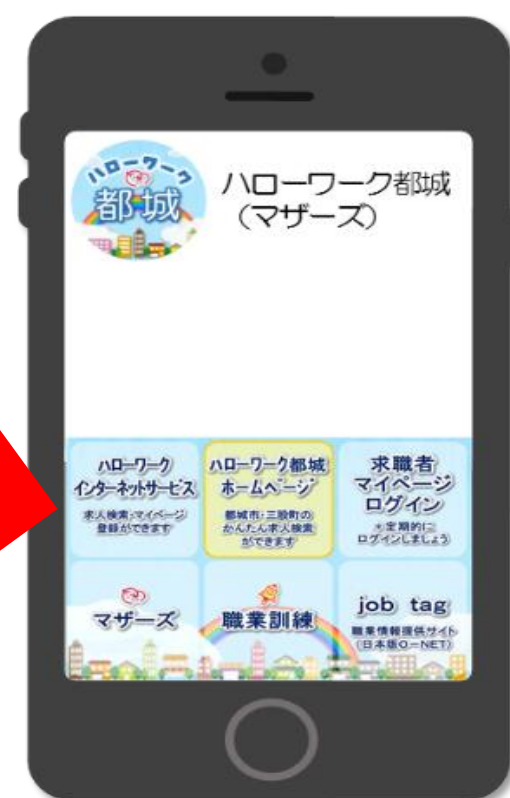 ハローワーク
都城
ハローワーク都城
（マザーズ）
ハローワーク
インターネットサービス
求人検索・マイページ
登録ができます
ハローワーク都城
ホームページ
都城市・三股町の
かんたん求人検索
ができます
求職者
マイページ
ログイン
＊定期的に
ログインしましょう
マザーズ
職業訓練
job tag
職業情報提供サイト
（日本版O-NET）